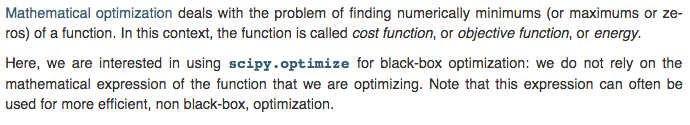 Mathematical optimization deals with the problem of finding numerically minimums (or maximums or ze-
ros) of a function. In this context, the function is called cost function, or objective function, or energy.
Here, we are interested in using scipy.optimize for black-box optimization: we do not rely on the
mathematical expression of the function that we are optimizing. Note that this expression can often be
used for more efficient, non black-box, optimization.